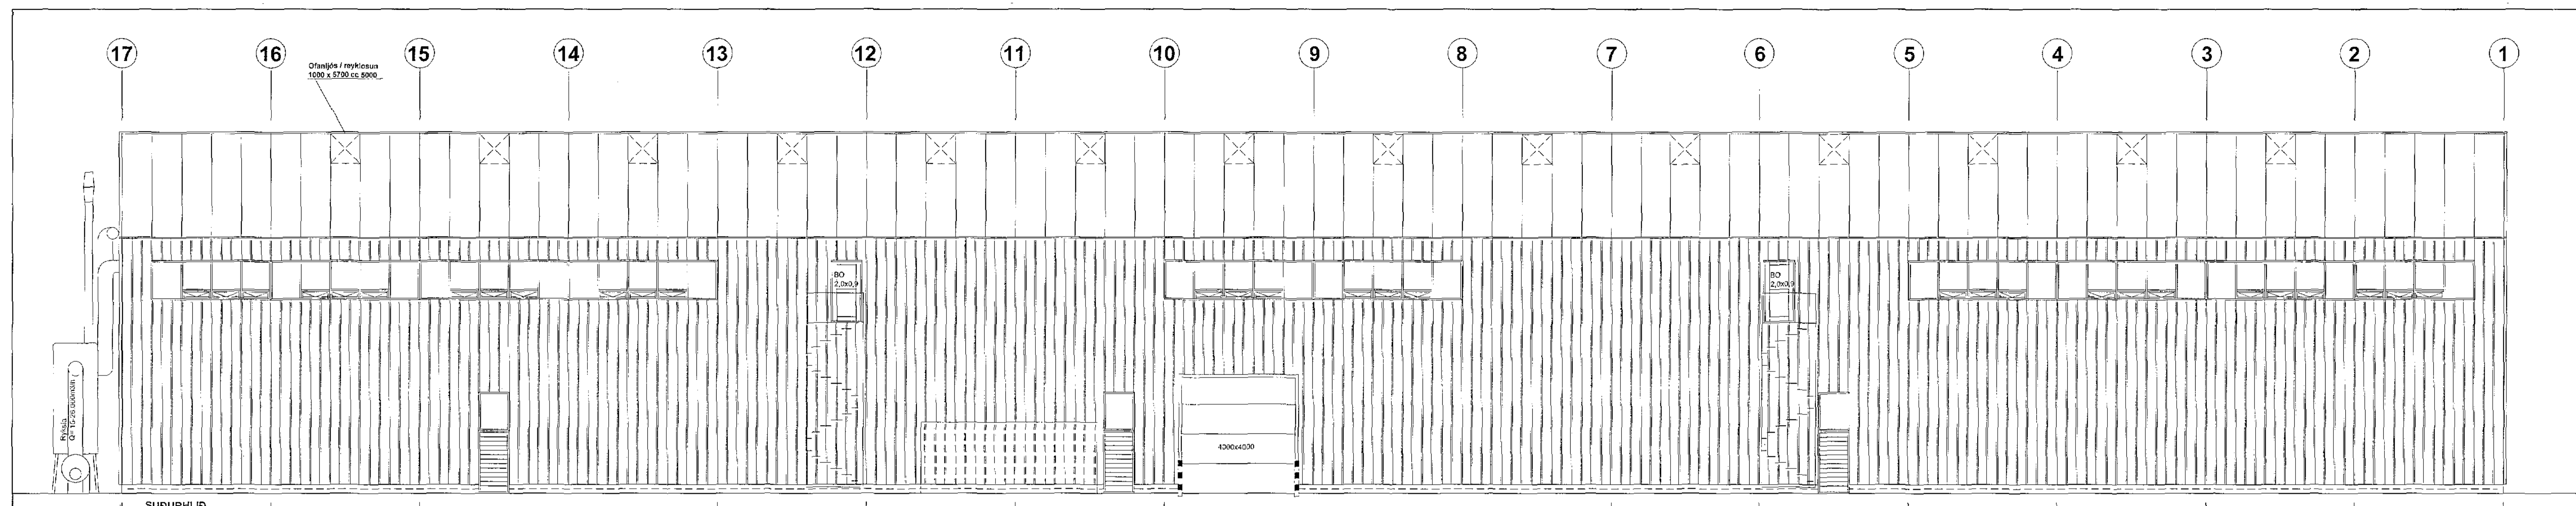 17 16 15 14 13 12 11 10 9 8 7 6 5 4 3 2 1
Ofanljós / reyklosun
1000 x 5700 cc 5000
BO
2,0x0,9
BO
2,0x0,9
4000x4000
Ryksía
SUÐURHLIÐ